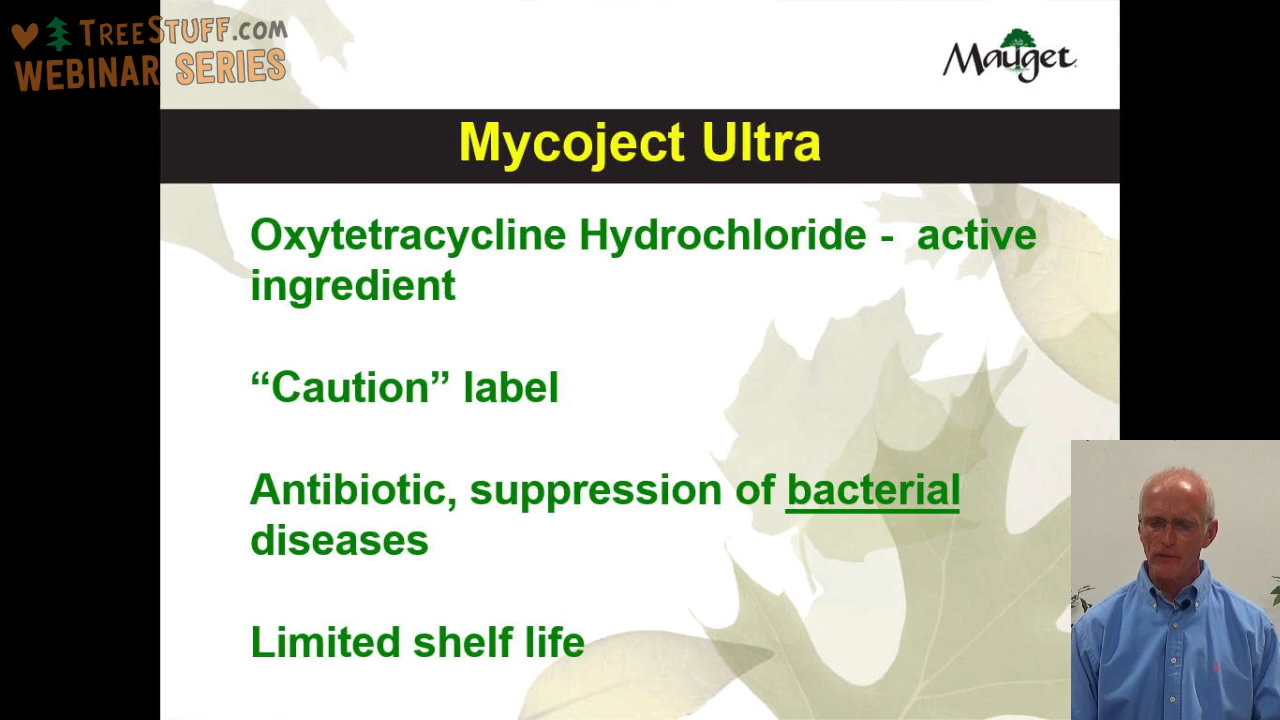 TREESTUFF.COM
WEBINAR SERIES
Mauget
Mycoject Ultra
Oxytetracycline Hydrochloride - active
ingredient
“Caution” label
Antibiotic, suppression of bacterial
diseases
Limited shelf life